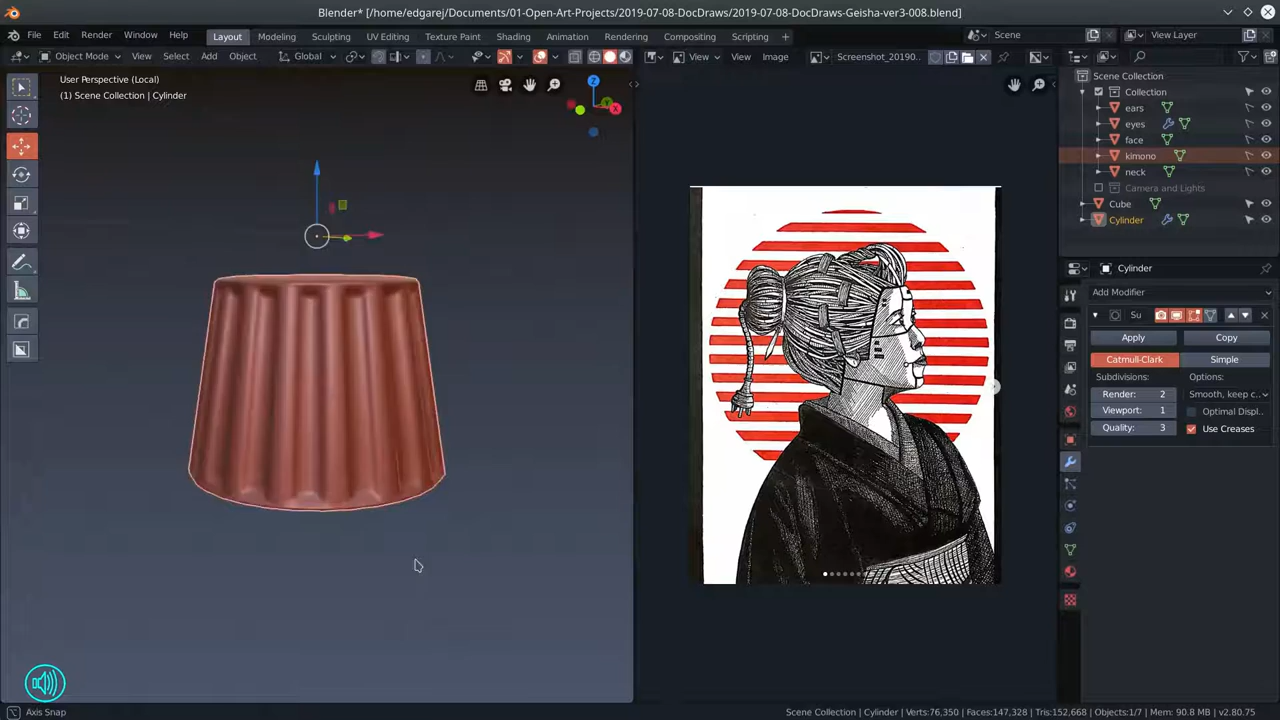 Blender* [/home/edgarej/Documents/01-Open-Art-Projects/2019-07-08-DocDraws/2019-07-08-DocDraws-Geisha-ver3-008.blend]
File Edit Render Window Help Layout Modeling Sculpting UV Editing Texture Paint Shading Animation Rendering Compositing Scripting + Scene View Layer
Object Mode View Select Add Object Global View View Image Screenshot_20190..
User Perspective (Local)
(1) Scene Collection | Cylinder
Z
Y
X
Scene Collection
Collection
ears
eyes
face
kimono
neck
Camera and Lights
Cube
Cylinder
Cylinder
Add Modifier
Su
Apply Copy
Catmull-Clark Simple
Subdivisions: Options:
Render: 2 Smooth, keep c...
Viewport: 1 Optimal Displ..
Quality: 3 Use Creases
Axis Snap
Scene Collection | Cylinder | Verts:76,350 | Faces:147,328 | Tris:152,668 | Objects:1/7 | Mem: 90.8 MB | v2.80.75